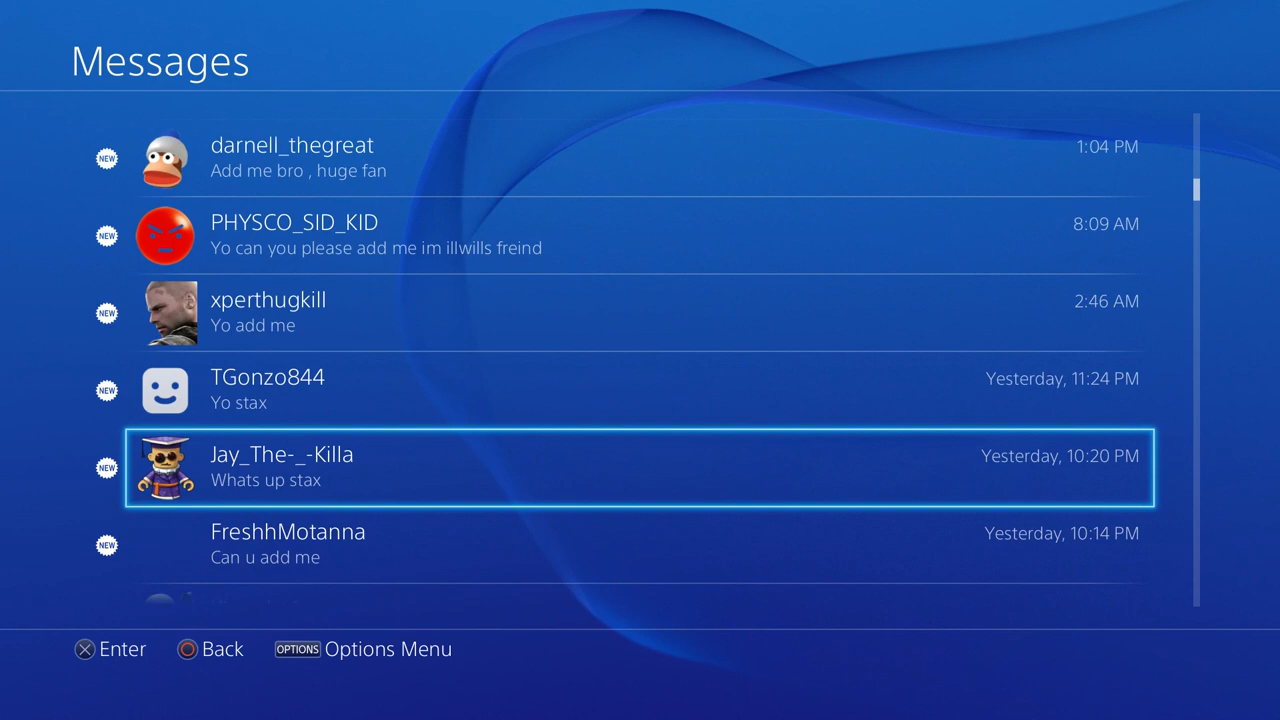 Messages
NEW
darnell_thegreat
1:04 PM
Add me bro , huge fan
NEW
PHYSCO_SID_KID
8:09 AM
Yo can you please add me im illwills freind
NEW
xperthugkill
2:46 AM
Yo add me
NEW
TGonzo844
Yesterday, 11:24 PM
Yo stax
NEW
Jay_The-_-Killa
Yesterday, 10:20 PM
Whats up stax
NEW
FreshhMotanna
Yesterday, 10:14 PM
Can u add me
Enter Back OPTIONS Options Menu